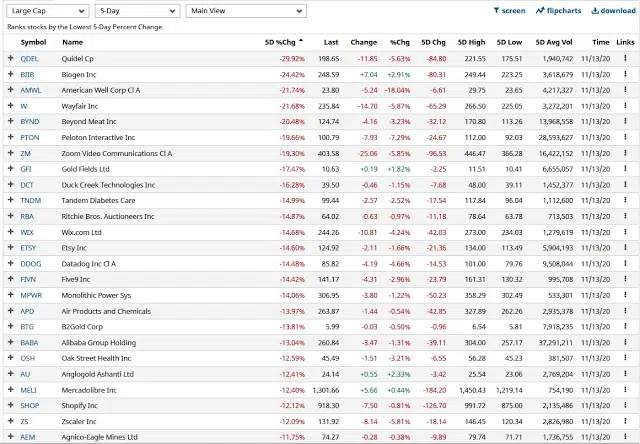 Large Cap 5-Day Main View screen flipcharts download
Ranks stocks by the Lowest 5-Day Percent Change.
Symbol Name 5D %Chg Last Change %Chg 5D Chg 5D High 5D Low 5D Avg Vol Time Links
QDEL Quidel Cp -29.92% 198.65 -11.85 -5.63% -84.80 221.55 175.51 1,940,742 11/13/20
BIIB Biogen Inc -24.42% 248.59 +7.04 +2.91% -80.31 249.44 223.25 3,618,679 11/13/20
AMWL American Well Corp Cl A -21.74% 23.80 -5.24 -18.04% -6.61 29.75 23.65 4,217,327 11/13/20
W Wayfair Inc -21.68% 235.84 -14.70 -5.87% -65.29 266.50 225.05 3,272,201 11/13/20
BYND Beyond Meat Inc -20.48% 124.74 -4.16 -3.23% -32.12 170.80 113.26 13,968,558 11/13/20
PTON Peloton Interactive Inc -19.66% 100.79 -7.93 -7.29% -24.67 112.00 92.03 28,593,627 11/13/20
ZM Zoom Video Communications Cl A -19.30% 403.58 -25.06 -5.85% -96.53 446.47 366.28 16,422,152 11/13/20
GFI Gold Fields Ltd -17.47% 10.63 +0.19 +1.82% -2.25 11.51 10.41 6,655,057 11/13/20
DCT Duck Creek Technologies Inc -16.28% 39.50 -0.46 -1.15% -7.68 48.00 39.11 1,452,377 11/13/20
TNDM Tandem Diabetes Care -14.99% 99.44 -2.57 -2.52% -17.54 117.84 96.04 1,112,600 11/13/20
RBA Ritchie Bros. Auctioneers Inc -14.87% 64.02 -0.63 -0.97% -11.18 78.64 63.78 713,503 11/13/20
WIX Wix.com Ltd -14.68% 244.26 -10.81 -4.24% -42.03 273.00 234.03 1,279,619 11/13/20
ETSY Etsy Inc -14.60% 124.92 -2.11 -1.66% -21.36 134.00 113.49 5,904,193 11/13/20
DDOG Datadog Inc Cl A -14.48% 85.82 -4.19 -4.66% -14.53 101.00 79.76 9,508,044 11/13/20
FIVN Five9 Inc -14.42% 141.17 -4.31 -2.96% -23.79 161.31 130.32 995,708 11/13/20
MPWR Monolithic Power Sys -14.06% 306.95 -3.80 -1.22% -50.23 358.29 302.49 533,301 11/13/20
APD Air Products and Chemicals -13.97% 263.87 -1.44 -0.54% -42.85 327.89 262.26 2,935,378 11/13/20
BTG B2Gold Corp -13.81% 5.99 -0.03 -0.50% -0.96 6.54 5.81 7,918,235 11/13/20
BABA Alibaba Group Holding -13.04% 260.84 -3.47 -1.31% -39.11 304.00 257.17 37,291,211 11/13/20
OSH Oak Street Health Inc -12.59% 45.49 -1.51 -3.21% -6.55 56.28 45.23 381,507 11/13/20
AU Anglogold Ashanti Ltd -12.41% 24.14 +0.55 +2.33% -3.42 25.54 23.06 2,769,204 11/13/20
MELI Mercadolibre Inc -12.40% 1,301.66 +5.66 +0.44% -184.20 1,450.43 1,219.14 754,190 11/13/20
SHOP Shopify Inc -12.12% 918.30 -7.50 -0.81% -126.70 991.72 875.00 2,135,486 11/13/20
ZS Zscaler Inc -12.09% 131.92 -8.14 -5.81% -18.14 146.75 120.34 2,826,980 11/13/20
AEM Agnico-Eagle Mines Ltd -11.75% 74.27 -0.28 -0.38% -9.89 79.74 71.71 1,736,755 11/13/20